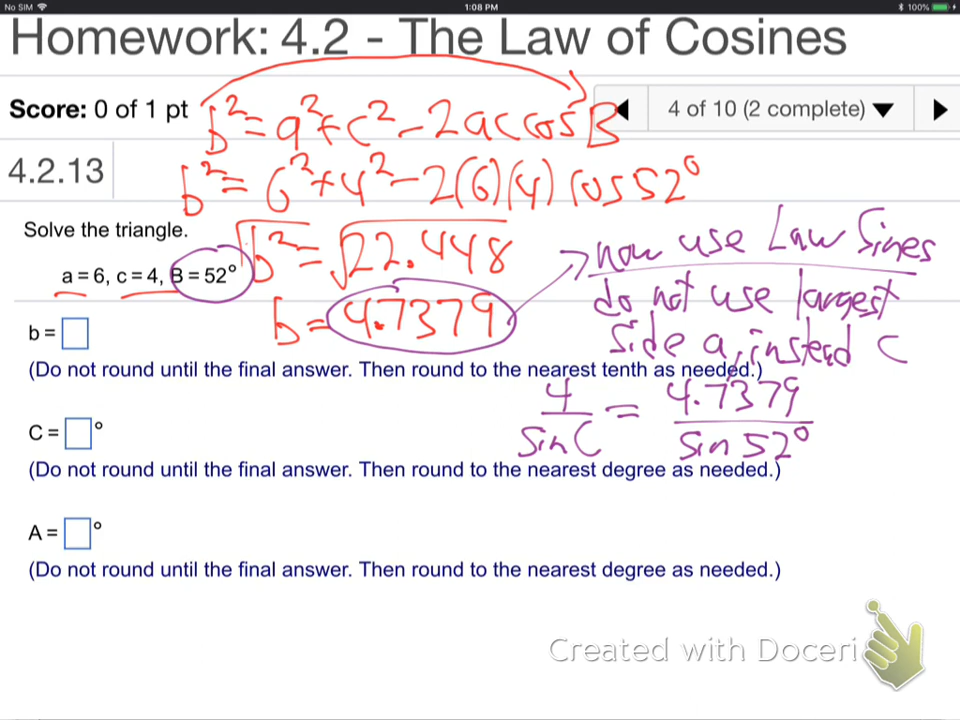 No SIM 1:08 PM 100%
Homework: 4.2 - The Law of Cosines
Score: 0 of 1 pt
4 of 10 (2 complete)
b² = a² + c² - 2ac cos B
4.2.13
b² = 6² + 4² - 2(6)(4) cos 52°
Solve the triangle.
a = 6, c = 4, B = 52°
√b² = √22.448
now use Law Sines
do not use largest
side a, instead C
b = 4.7379
b =
(Do not round until the final answer. Then round to the nearest tenth as needed.)
4/sin C = 4.7379/sin 52°
C = °
(Do not round until the final answer. Then round to the nearest degree as needed.)
A = °
(Do not round until the final answer. Then round to the nearest degree as needed.)
Created with Doceri